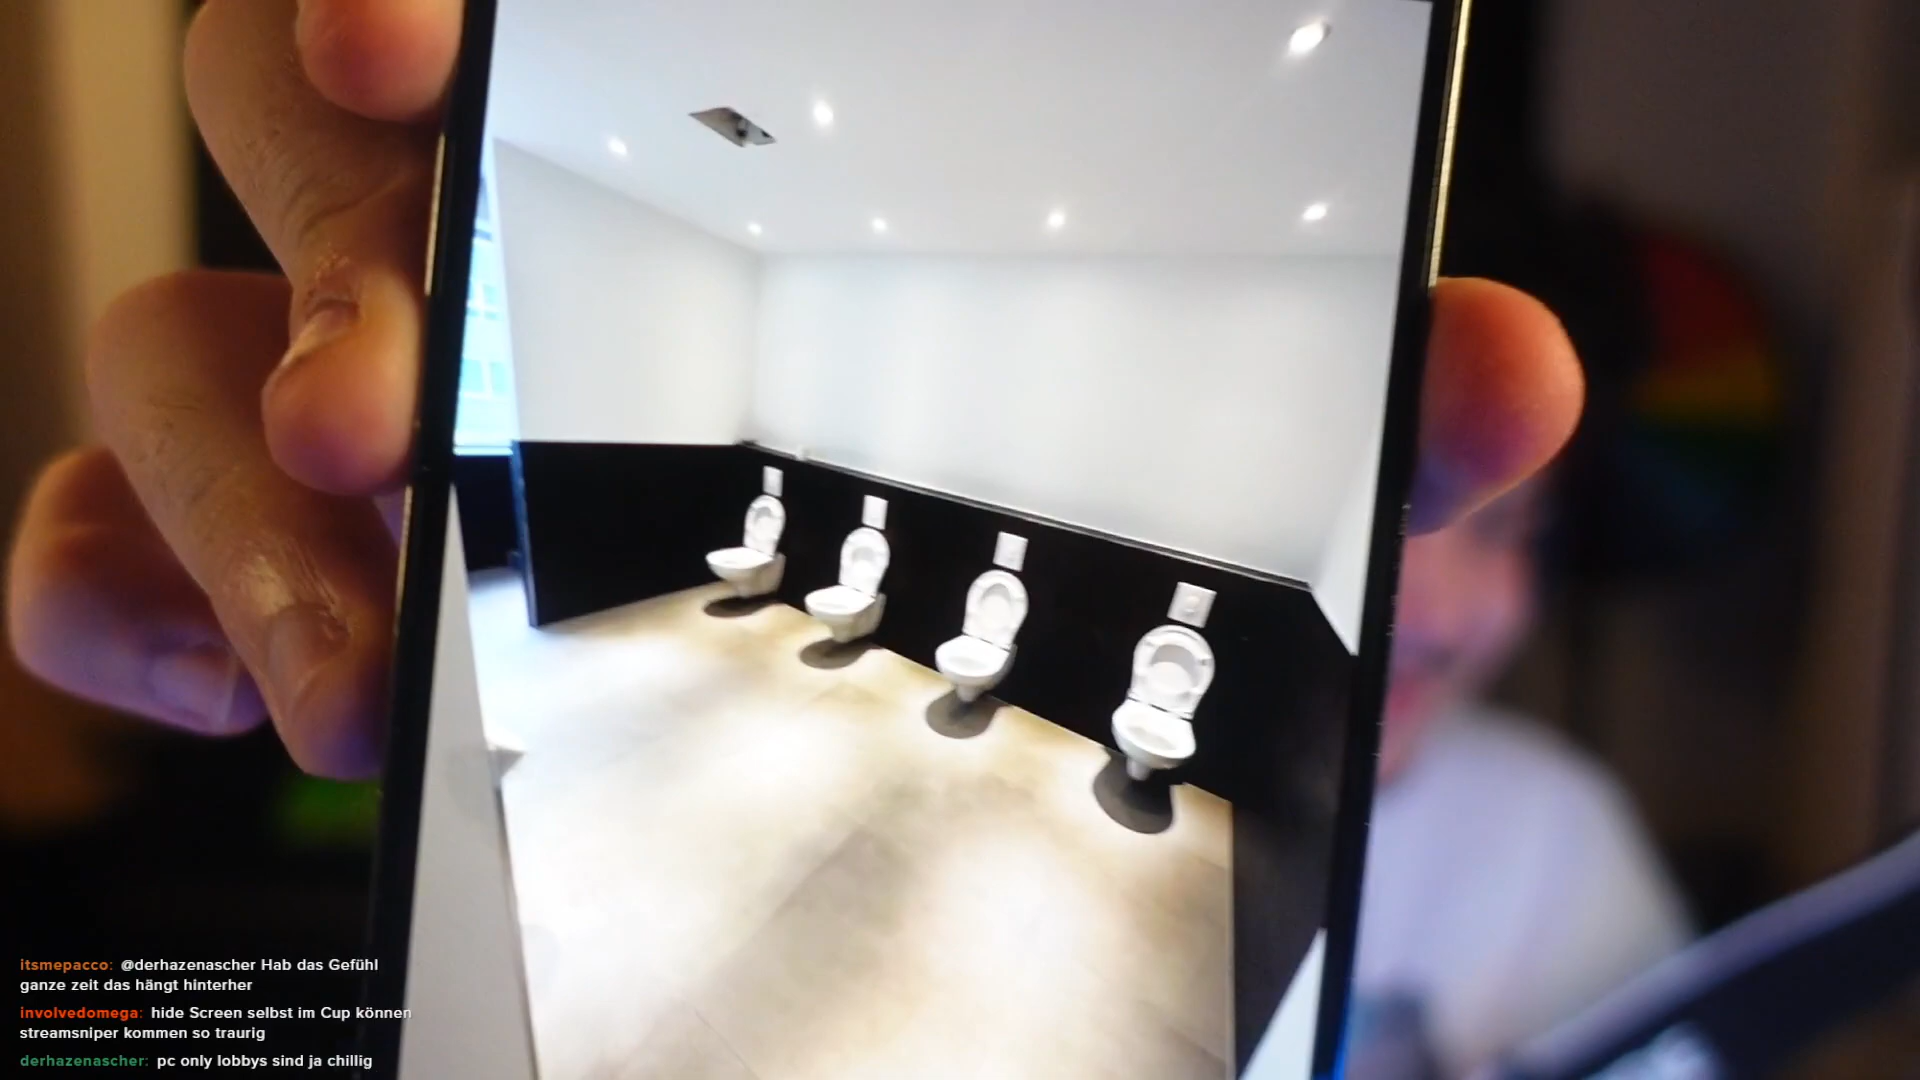 itsmepacco: @derhazenascher Hab das Gefühl
ganze zeit das hängt hinterher
involvedomega: hide Screen selbst im Cup können
streamsniper kommen so traurig
derhazenascher: pc only lobbys sind ja chillig